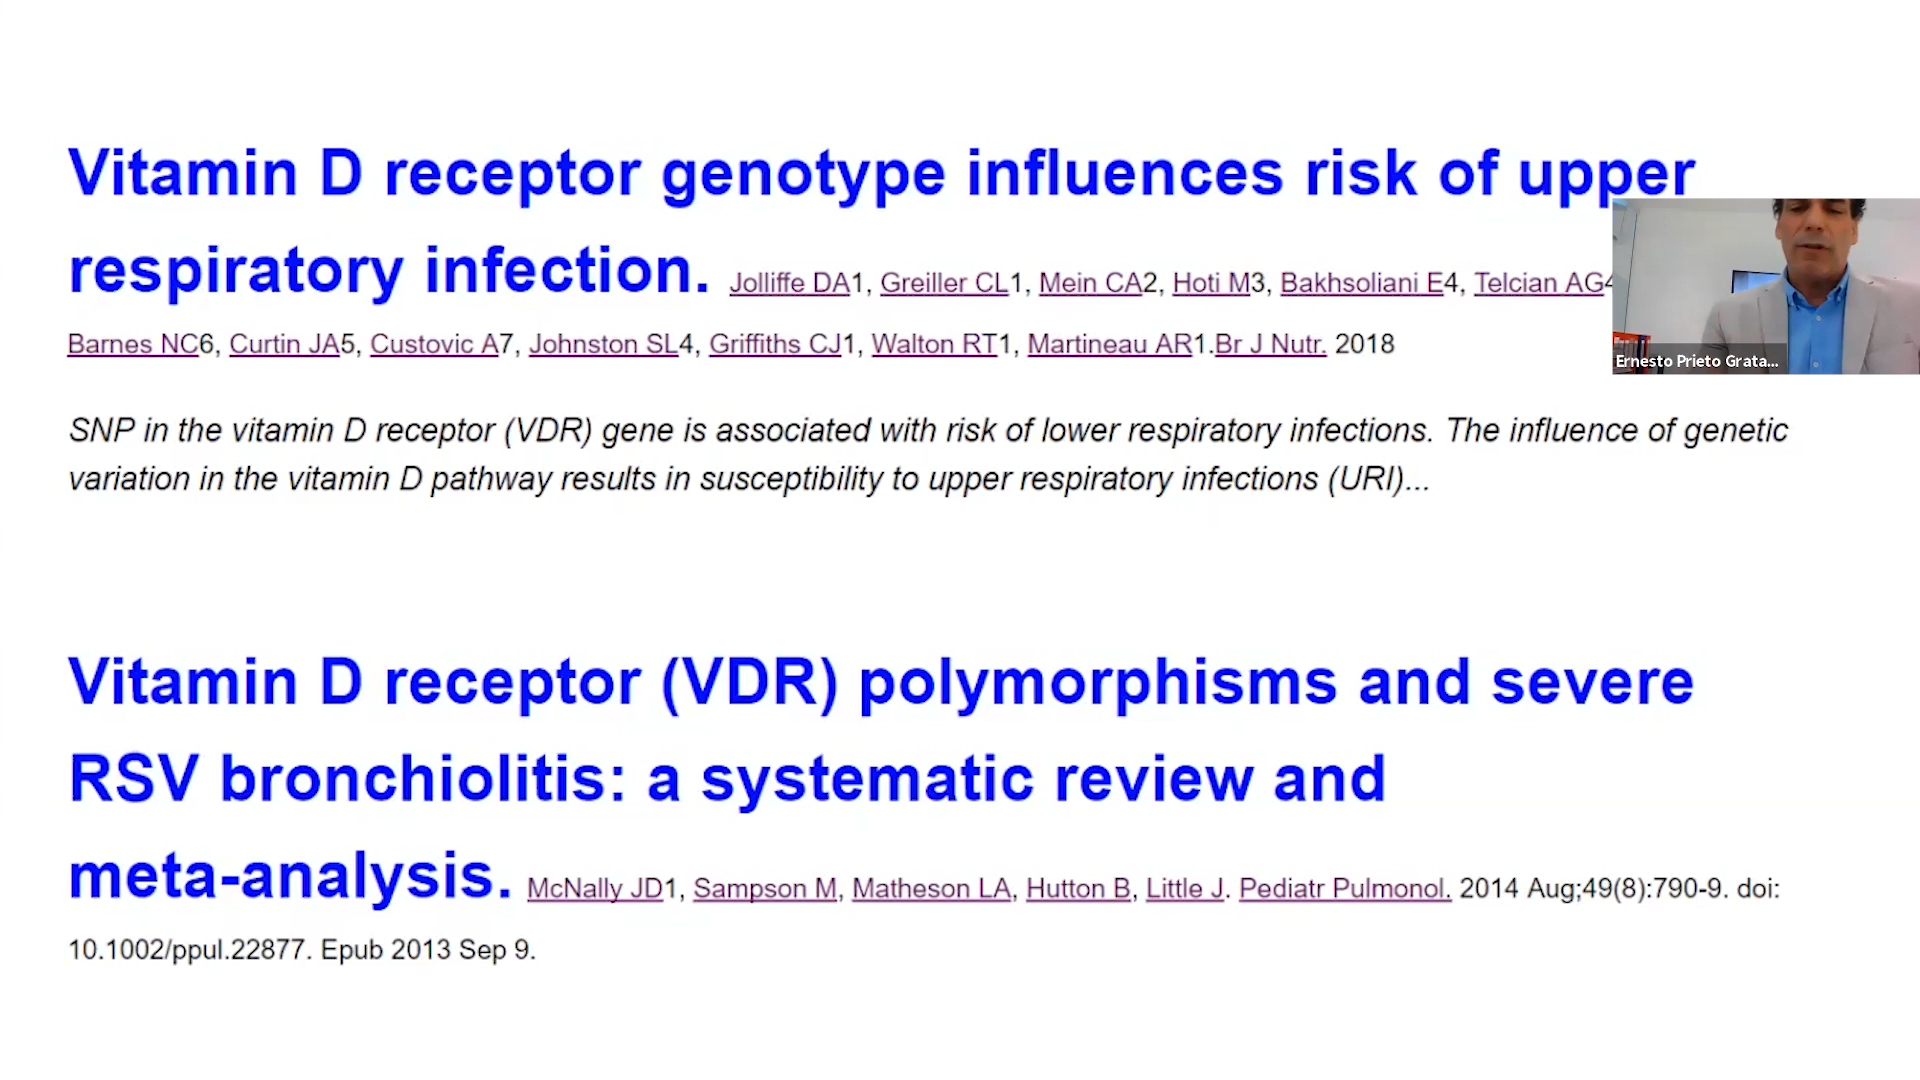 Vitamin D receptor genotype influences risk of upper
respiratory infection. Jolliffe DA1, Greiller CL1, Mein CA2, Hoti M3, Bakhsoliani E4, Telcian AG4
Barnes NC6, Curtin JA5, Custovic A7, Johnston SL4, Griffiths CJ1, Walton RT1, Martineau AR1.Br J Nutr. 2018
Ernesto Prieto Grata...
SNP in the vitamin D receptor (VDR) gene is associated with risk of lower respiratory infections. The influence of genetic
variation in the vitamin D pathway results in susceptibility to upper respiratory infections (URI)...
Vitamin D receptor (VDR) polymorphisms and severe
RSV bronchiolitis: a systematic review and
meta-analysis. McNally JD1, Sampson M, Matheson LA, Hutton B, Little J. Pediatr Pulmonol. 2014 Aug;49(8):790-9. doi:
10.1002/ppul.22877. Epub 2013 Sep 9.